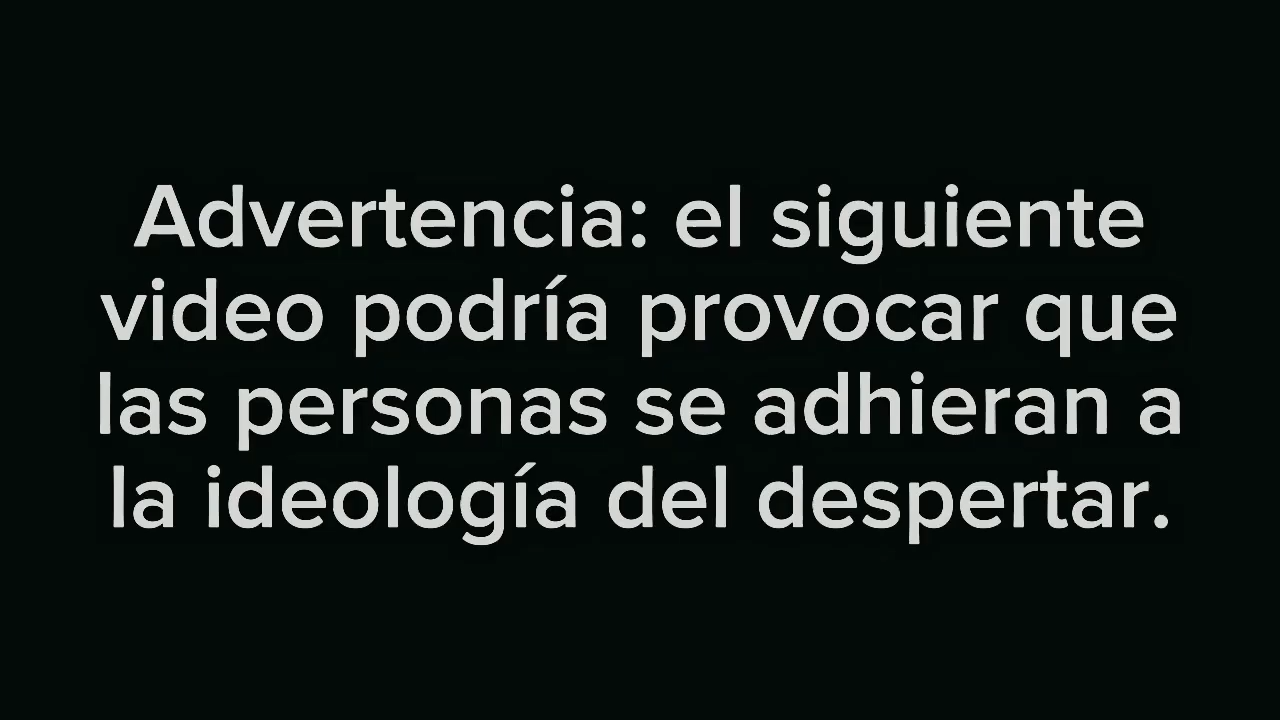 Advertencia: el siguiente
video podría provocar que
las personas se adhieran a
la ideología del despertar.